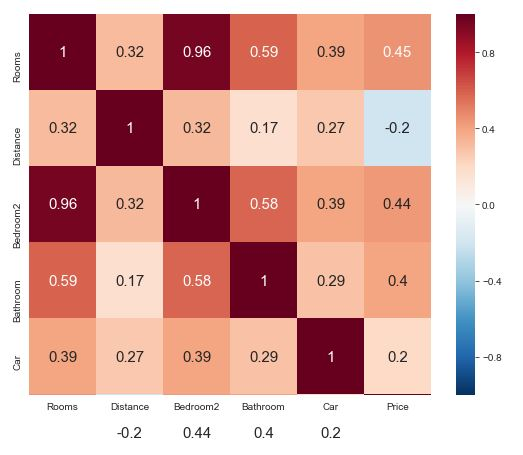 Rooms 1 0.32 0.96 0.59 0.39 0.45 0.8
Distance 0.32 1 0.32 0.17 0.27 -0.2 0.4
Bedroom2 0.96 0.32 1 0.58 0.39 0.44 0.0
Bathroom 0.59 0.17 0.58 1 0.29 0.4 −0.4
Car 0.39 0.27 0.39 0.29 1 0.2 −0.8
Rooms Distance Bedroom2 Bathroom Car Price
-0.2 0.44 0.4 0.2